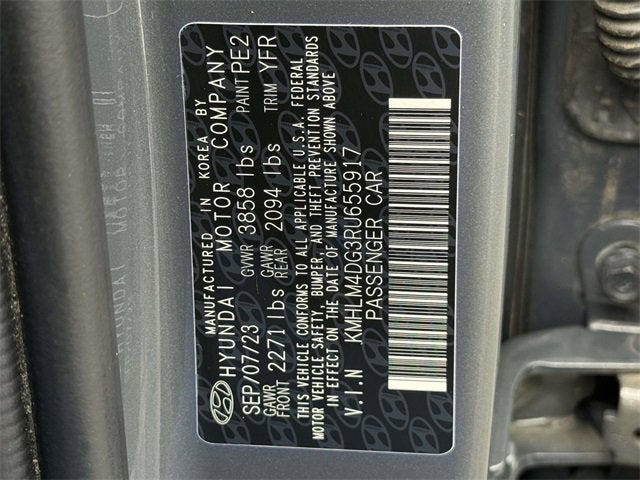 MANUFACTURED IN KOREA BY
HYUNDAI MOTOR COMPANY
SEP/07/23 GVWR 3858 lbs PAINT PE2
GAWR FRONT 2271 lbs GAWR REAR 2094 lbs TRIM YFR
THIS VEHICLE CONFORMS TO ALL APPLICABLE U.S.A. FEDERAL
MOTOR VEHICLE SAFETY, BUMPER, AND THEFT PREVENTION STANDARDS
IN EFFECT ON THE DATE OF MANUFACTURE SHOWN ABOVE
V.I.N KMHLM4DG3RU655917
PASSENGER CAR